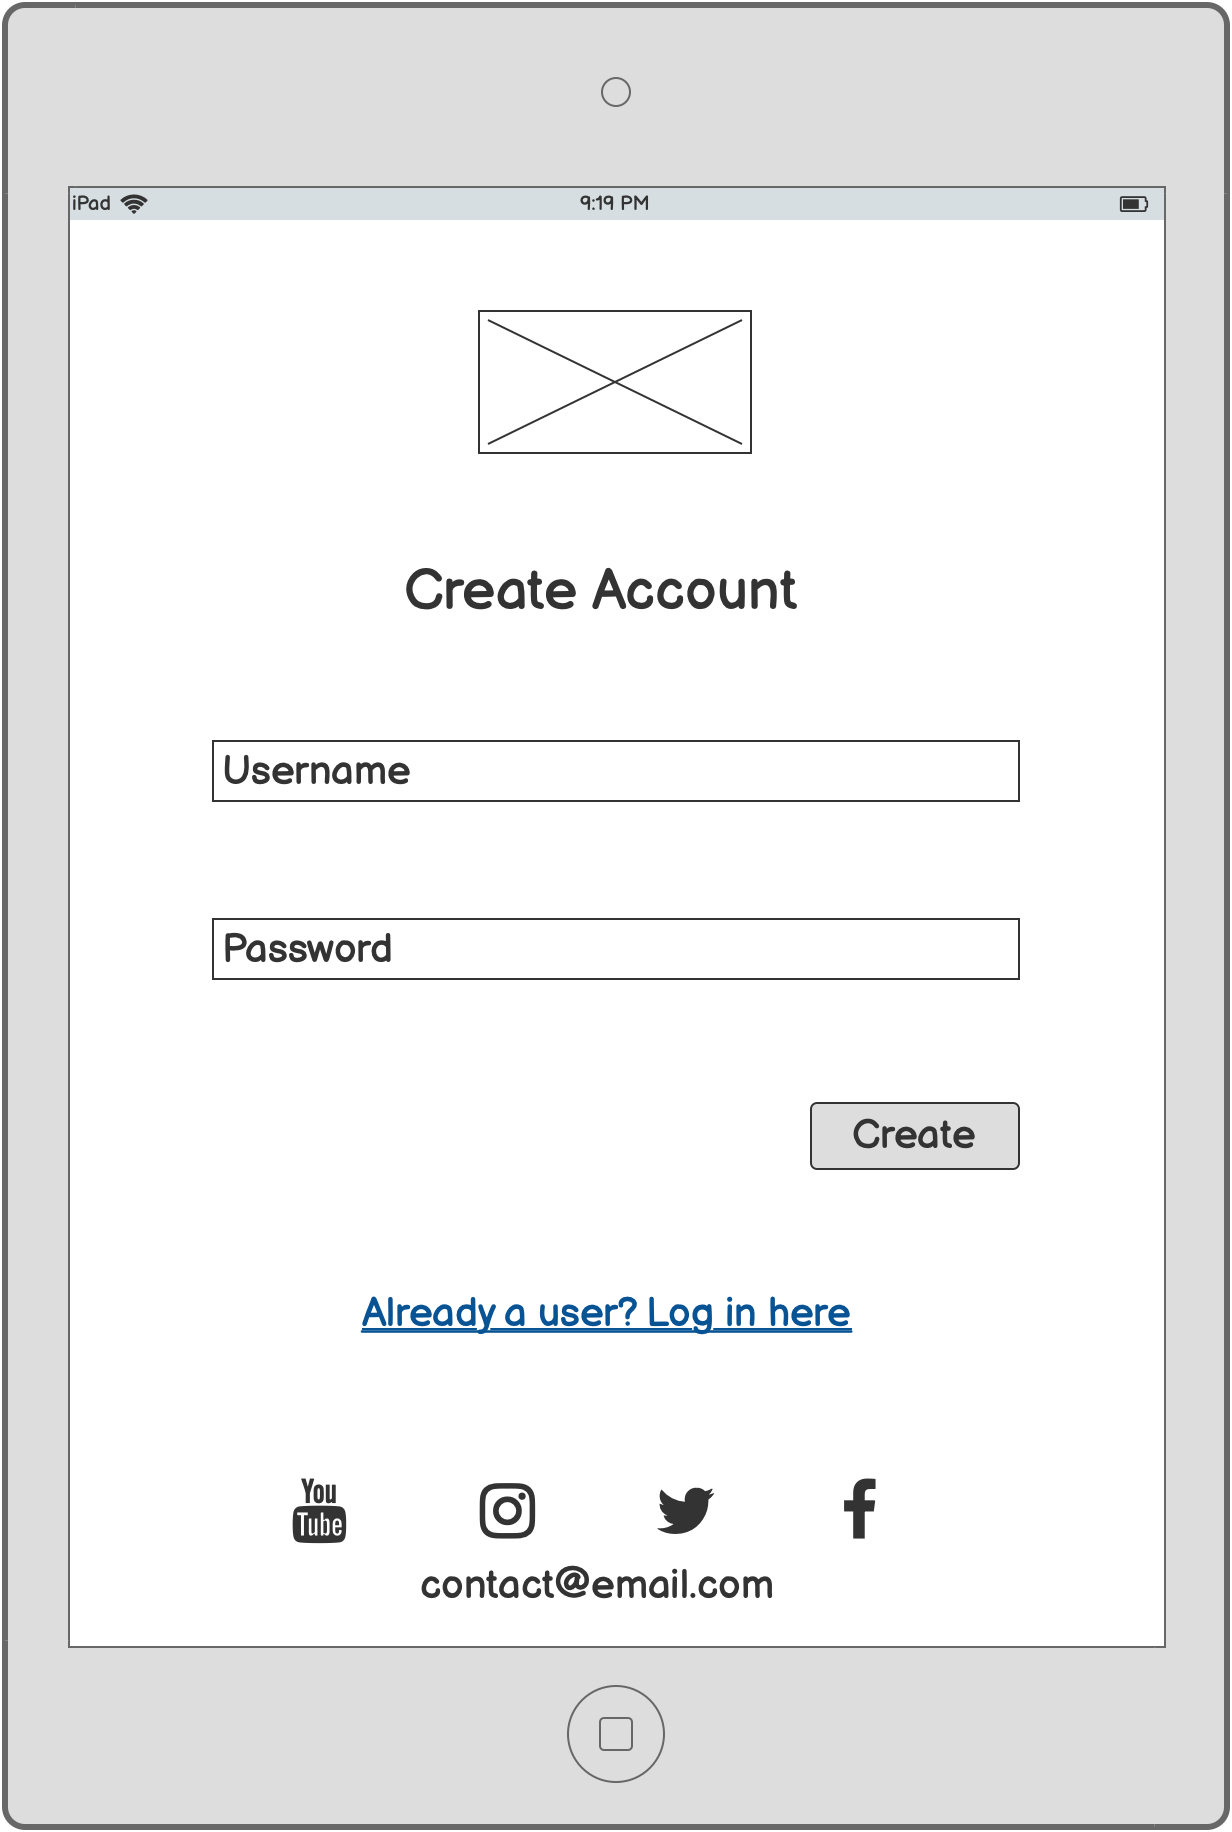 iPad 9:19 PM
Create Account
Username
Password
Create
Already a user? Log in here
You
Tube
contact@email.com